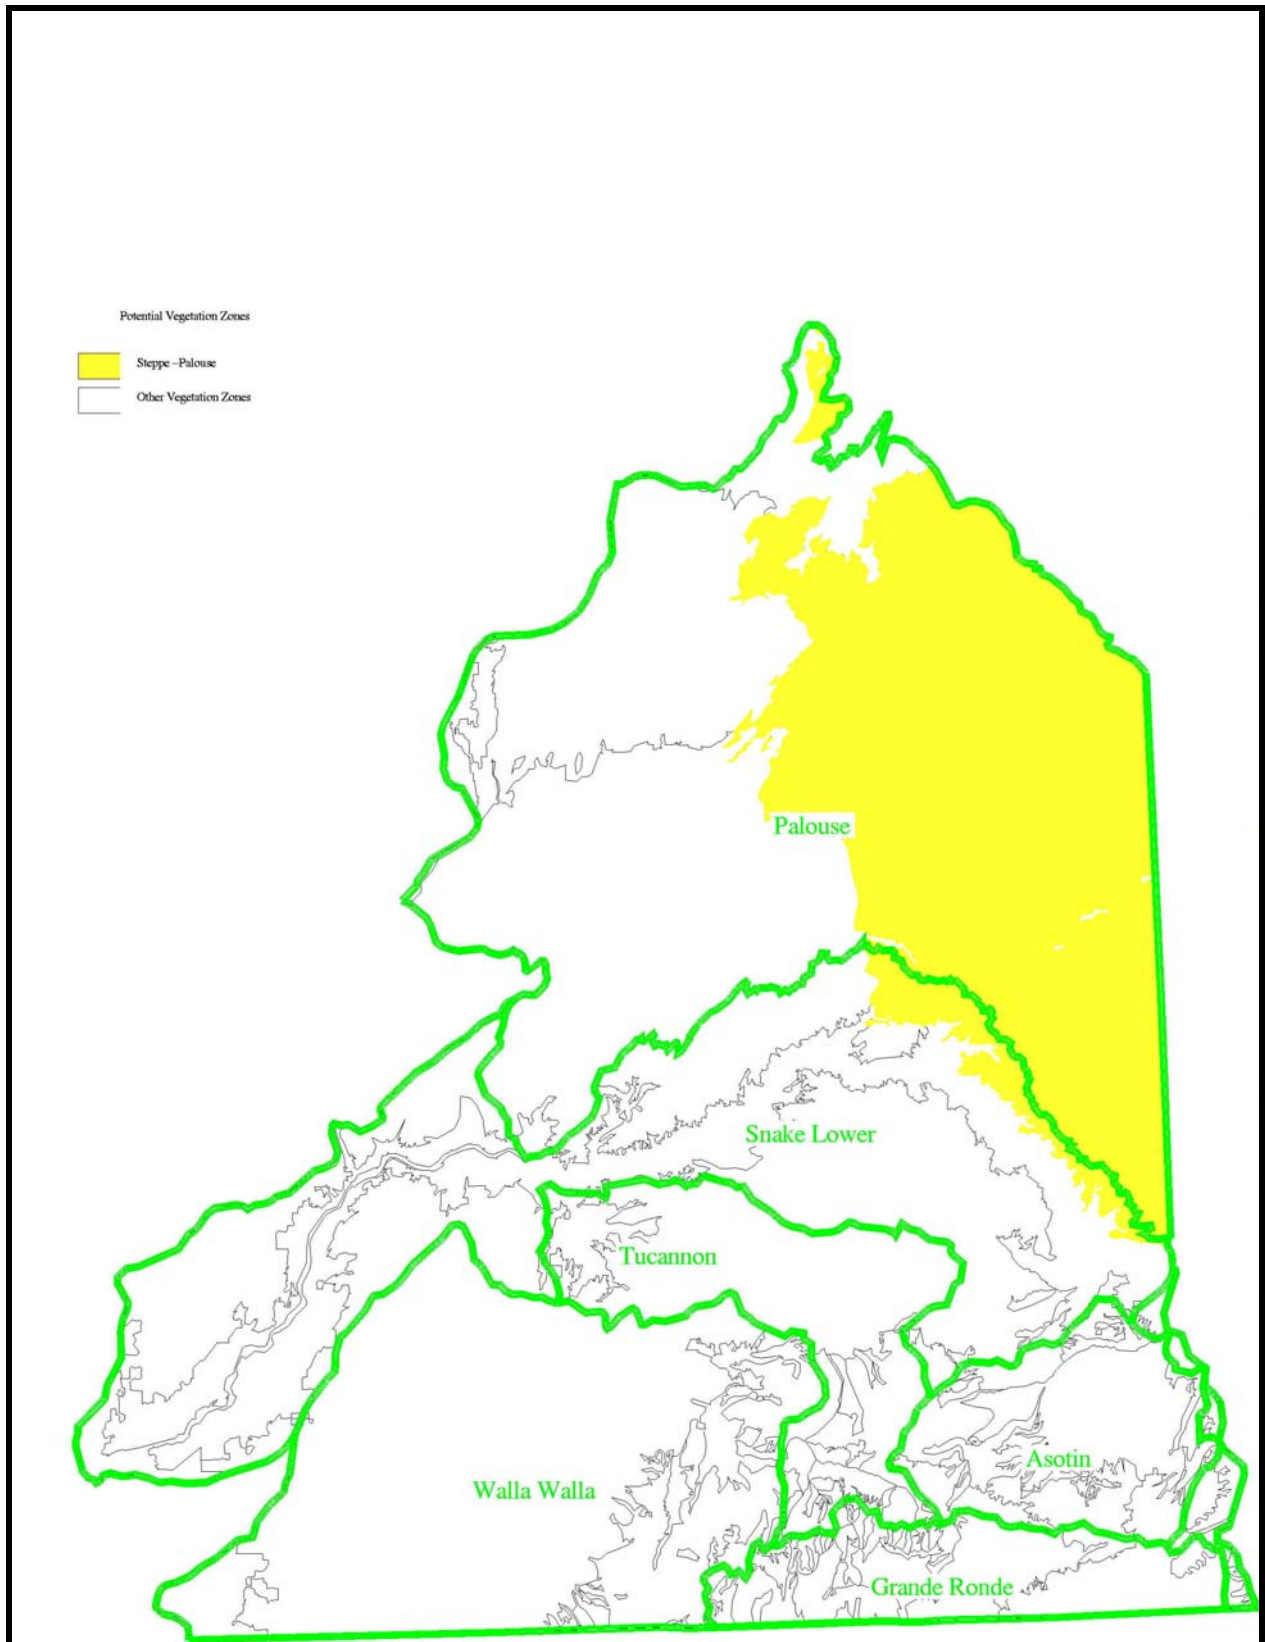 Potential Vegetation Zones
Steppe –Palouse
Other Vegetation Zones
Palouse
Snake Lower
Tucannon
Asotin
Walla Walla
Grande Ronde